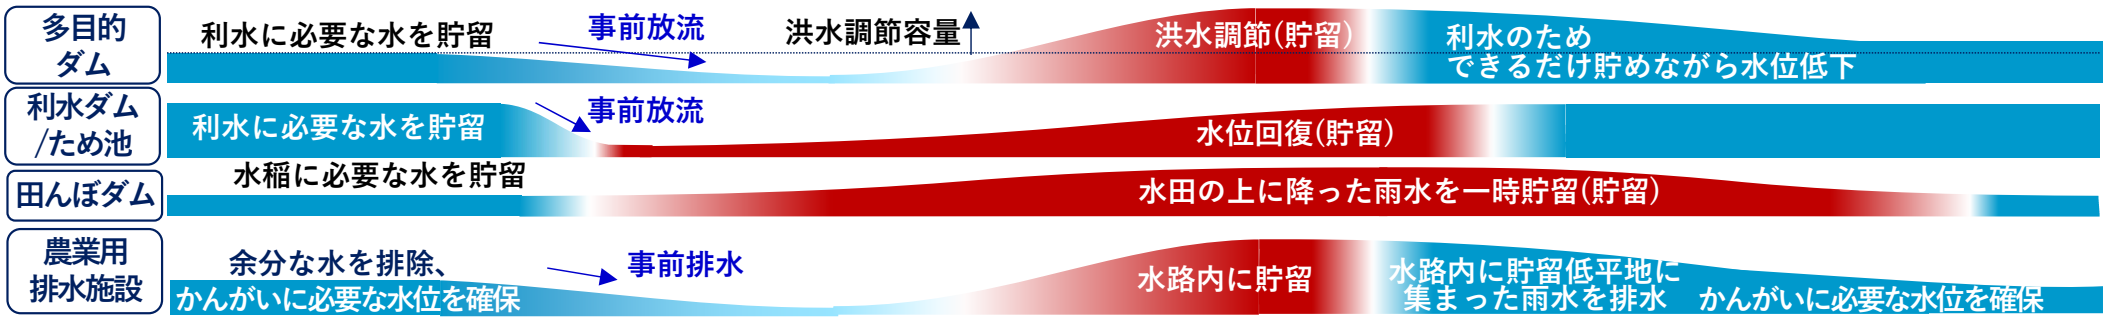 多目的
ダム
利水に必要な水を貯留
事前放流
洪水調節容量
洪水調節(貯留)
利水のため
できるだけ貯めながら水位低下
利水ダム
/ため池
利水に必要な水を貯留
事前放流
水位回復(貯留)
田んぼダム
水稲に必要な水を貯留
水田の上に降った雨水を一時貯留(貯留)
農業用
排水施設
余分な水を排除、
かんがいに必要な水位を確保
事前排水
水路内に貯留
水路内に貯留低平地に
集まった雨水を排水
かんがいに必要な水位を確保